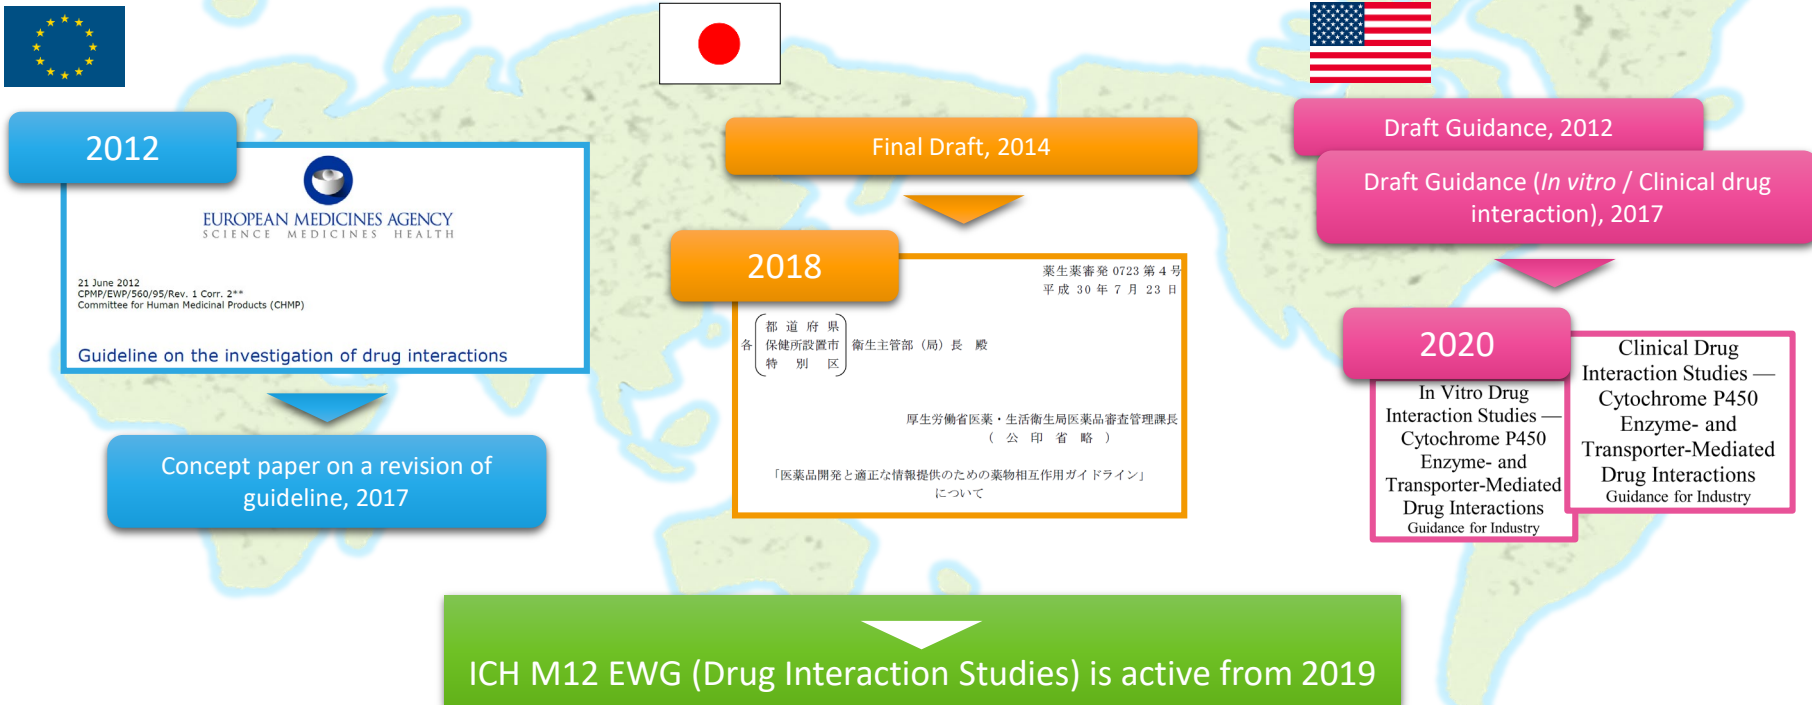 2012
EUROPEAN MEDICINES AGENCY
SCIENCE MEDICINES HEALTH
21 June 2012
CPMP/EWP/560/95/Rev. 1 Corr. 2**
Committee for Human Medicinal Products (CHMP)
Guideline on the investigation of drug interactions
Concept paper on a revision of
guideline, 2017
Final Draft, 2014
2018
薬生薬審発 0723 第 4 号
平成 30 年 7 月 23 日
都道府県
各 保健所設置市 衛生主管部（局）長 殿
特別区
厚生労働省医薬・生活衛生局医薬品審査管理課長
（公印省略）
「医薬品開発と適正な情報提供のための薬物相互作用ガイドライン」
について
Draft Guidance, 2012
Draft Guidance (In vitro / Clinical drug
interaction), 2017
2020
In Vitro Drug
Interaction Studies —
Cytochrome P450
Enzyme- and
Transporter-Mediated
Drug Interactions
Guidance for Industry
Clinical Drug
Interaction Studies —
Cytochrome P450
Enzyme- and
Transporter-Mediated
Drug Interactions
Guidance for Industry
ICH M12 EWG (Drug Interaction Studies) is active from 2019